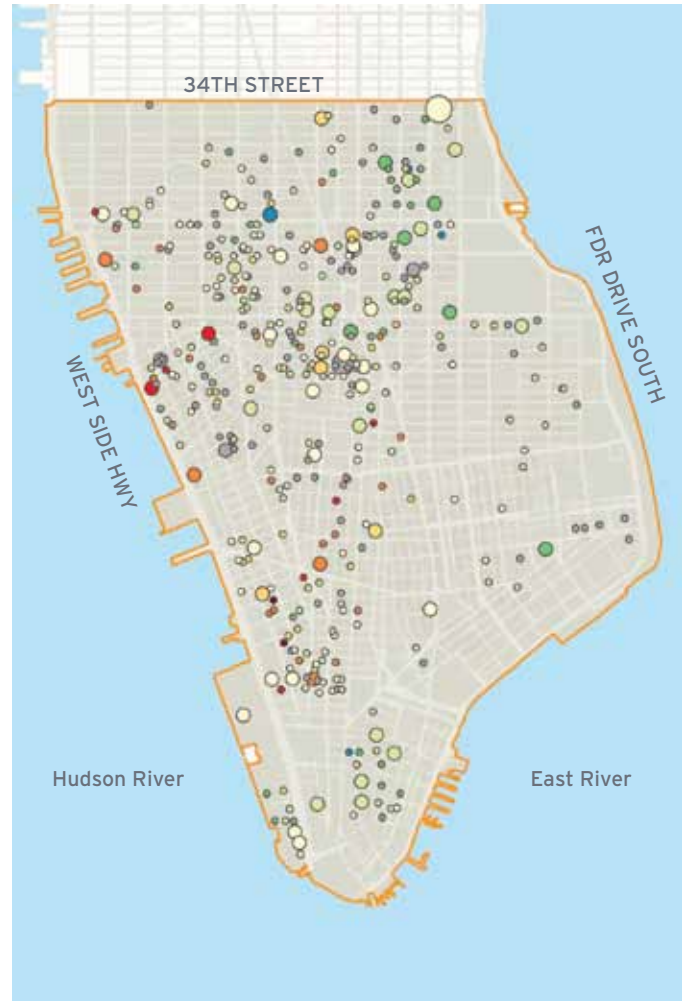 34TH STREET
FDR DRIVE SOUTH
WEST SIDE HWY
Hudson River
East River